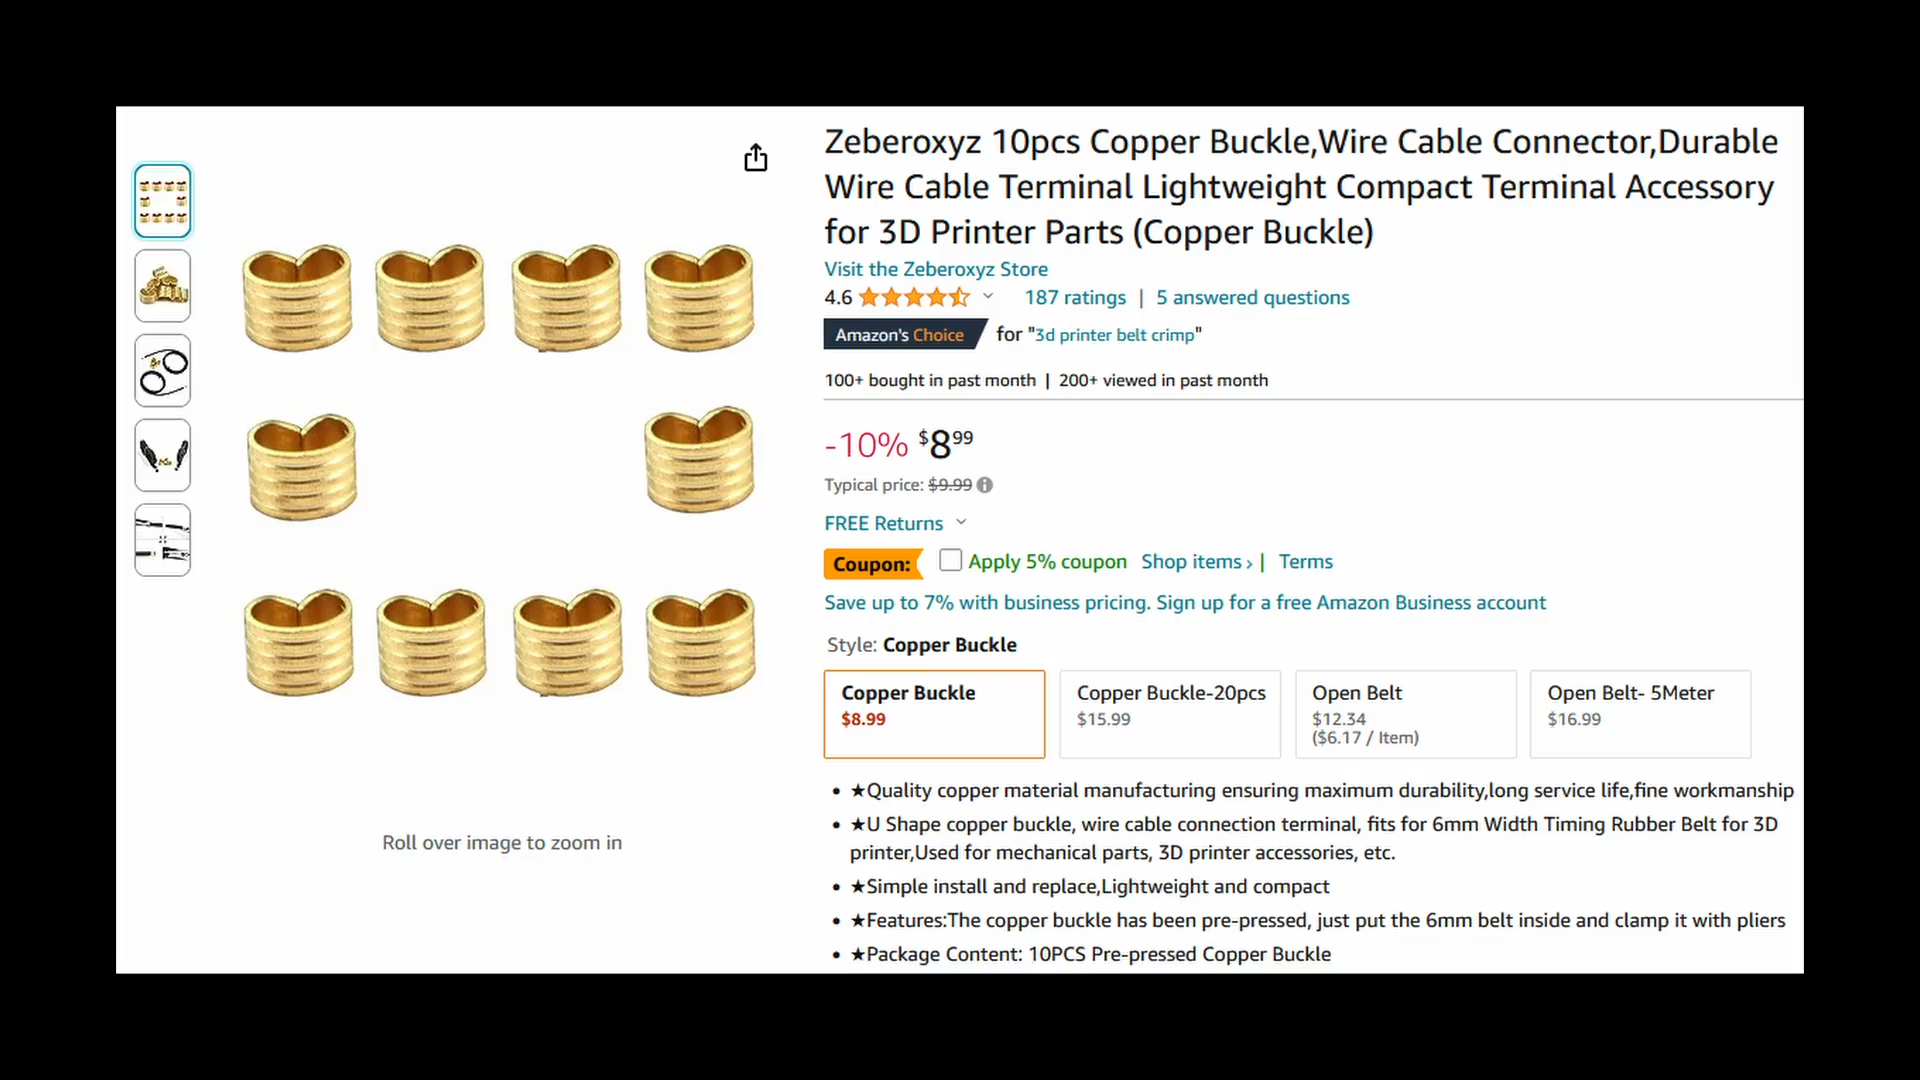 Zeberoxyz 10pcs Copper Buckle,Wire Cable Connector,Durable
Wire Cable Terminal Lightweight Compact Terminal Accessory
for 3D Printer Parts (Copper Buckle)
Visit the Zeberoxyz Store
4.6 187 ratings | 5 answered questions
Amazon's Choice for "3d printer belt crimp"
100+ bought in past month | 200+ viewed in past month
-10% $8 99
Typical price: $9.99
FREE Returns
Coupon: Apply 5% coupon Shop items › | Terms
Save up to 7% with business pricing. Sign up for a free Amazon Business account
Style: Copper Buckle
Copper Buckle Copper Buckle-20pcs Open Belt Open Belt- 5Meter
$8.99 $15.99 $12.34 $16.99
($6.17 / Item)
• ★Quality copper material manufacturing ensuring maximum durability,long service life,fine workmanship
• ★U Shape copper buckle, wire cable connection terminal, fits for 6mm Width Timing Rubber Belt for 3D
printer,Used for mechanical parts, 3D printer accessories, etc.
• ★Simple install and replace,Lightweight and compact
• ★Features:The copper buckle has been pre-pressed, just put the 6mm belt inside and clamp it with pliers
• ★Package Content: 10PCS Pre-pressed Copper Buckle
Roll over image to zoom in